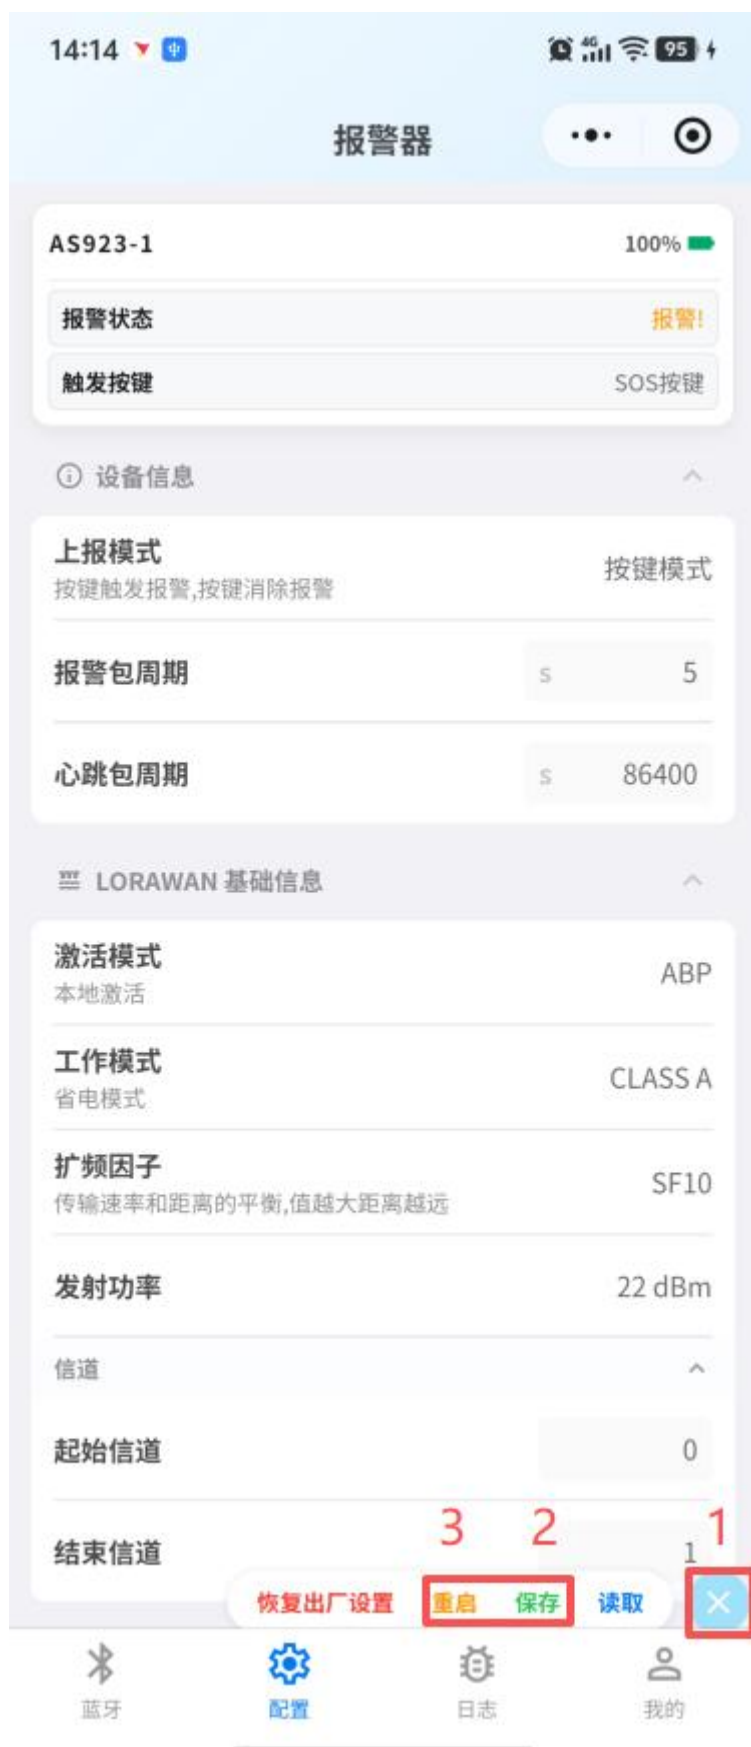 14:14 4G 95
报警器
AS923-1 100%
报警状态 报警!
触发按键 SOS按键
设备信息
上报模式 按键模式
按键触发报警,按键消除报警
报警包周期 s 5
心跳包周期 s 86400
LORAWAN 基础信息
激活模式 ABP
本地激活
工作模式 CLASS A
省电模式
扩频因子 SF10
传输速率和距离的平衡,值越大距离越远
发射功率 22 dBm
信道
起始信道 0
3 2 1
结束信道 1
恢复出厂设置 重启 保存 读取
蓝牙 配置 日志 我的